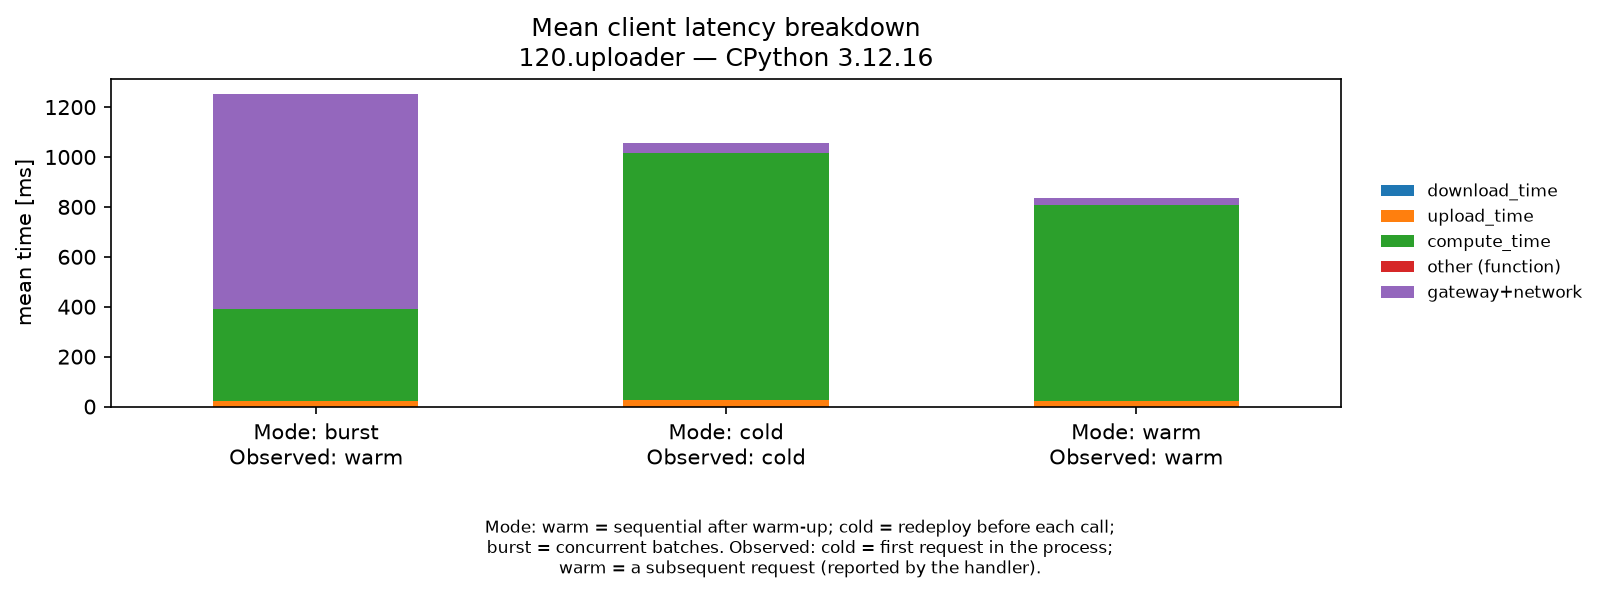 Mean client latency breakdown
120.uploader — CPython 3.12.16
mean time [ms]
1200
1000
800
600
400
200
0
Mode: burst
Observed: warm
Mode: cold
Observed: cold
Mode: warm
Observed: warm
download_time
upload_time
compute_time
other (function)
gateway+network
Mode: warm = sequential after warm-up; cold = redeploy before each call;
burst = concurrent batches. Observed: cold = first request in the process;
warm = a subsequent request (reported by the handler).